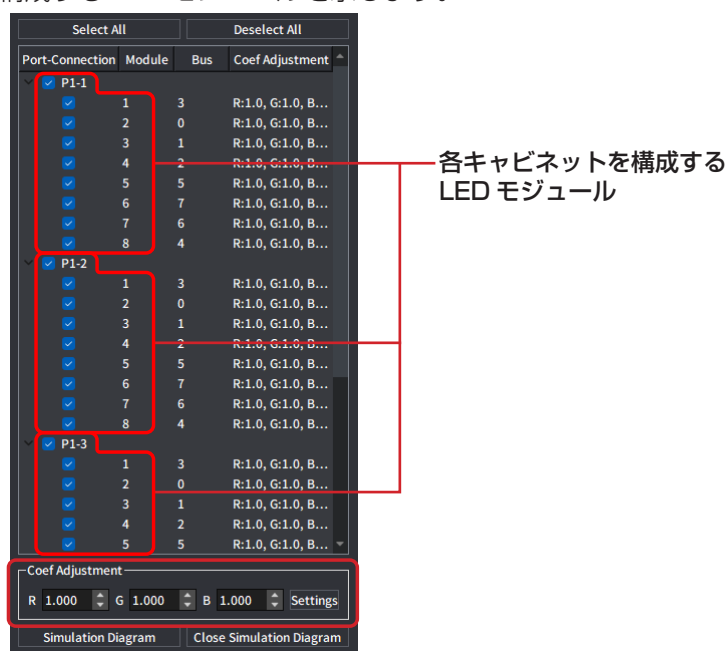 Select All Deselect All
Port-Connection Module Bus Coef Adjustment
P1-1
1 3 R:1.0, G:1.0, B...
2 0 R:1.0, G:1.0, B...
3 1 R:1.0, G:1.0, B...
4 2 R:1.0, G:1.0, B...
5 5 R:1.0, G:1.0, B...
6 7 R:1.0, G:1.0, B...
7 6 R:1.0, G:1.0, B...
8 4 R:1.0, G:1.0, B...
P1-2
1 3 R:1.0, G:1.0, B...
2 0 R:1.0, G:1.0, B...
3 1 R:1.0, G:1.0, B...
4 2 R:1.0, G:1.0, B...
5 5 R:1.0, G:1.0, B...
6 7 R:1.0, G:1.0, B...
7 6 R:1.0, G:1.0, B...
8 4 R:1.0, G:1.0, B...
P1-3
1 3 R:1.0, G:1.0, B...
2 0 R:1.0, G:1.0, B...
3 1 R:1.0, G:1.0, B...
4 2 R:1.0, G:1.0, B...
5 5 R:1.0, G:1.0, B...
Coef Adjustment
R 1.000 G 1.000 B 1.000 Settings
Simulation Diagram Close Simulation Diagram
各キャビネットを構成する
LED モジュール